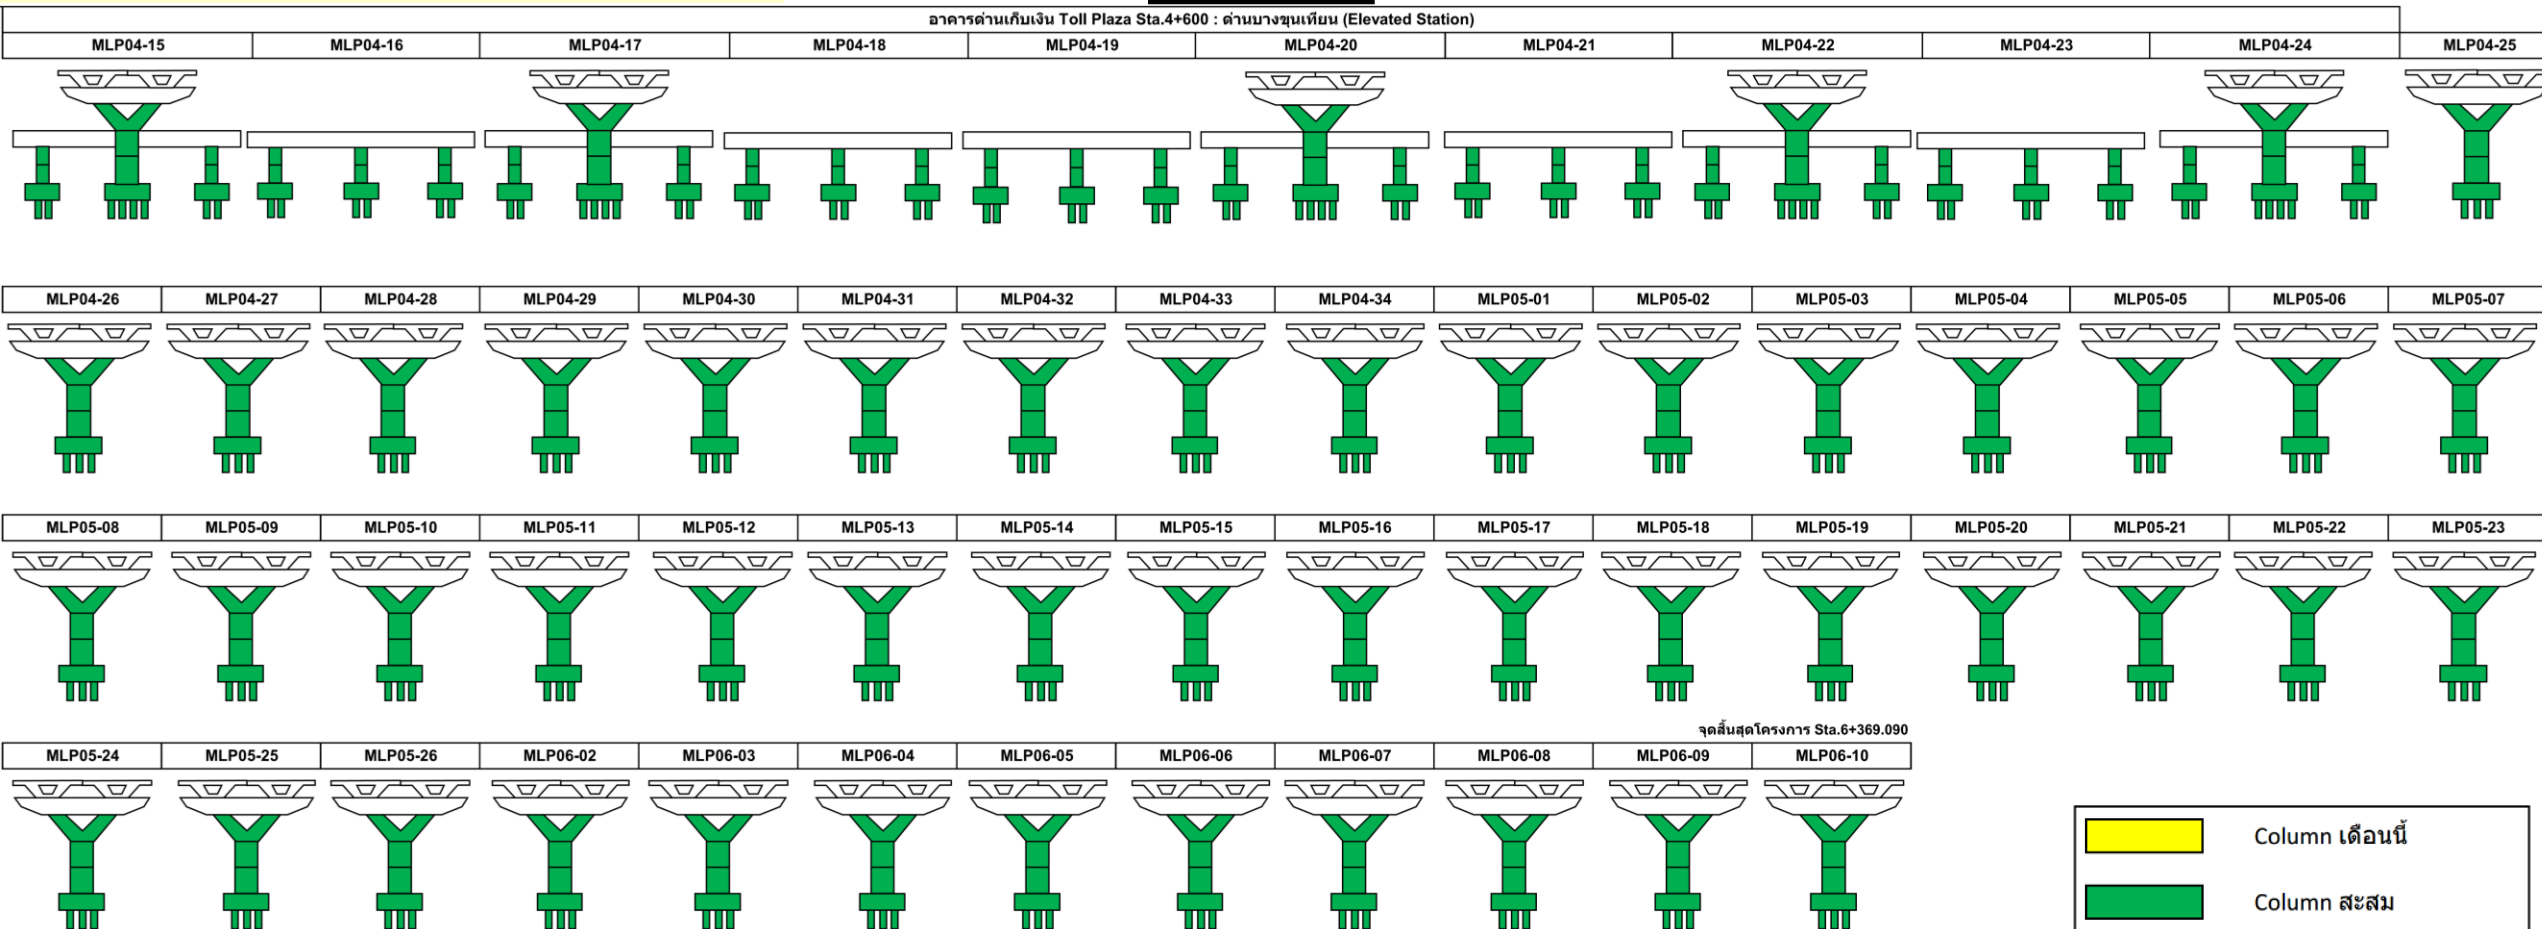 อาคารด่านเก็บเงิน Toll Plaza Sta.4+600 : ด่านบางขุนเทียน (Elevated Station)
MLP04-15 MLP04-16 MLP04-17 MLP04-18 MLP04-19 MLP04-20 MLP04-21 MLP04-22 MLP04-23 MLP04-24 MLP04-25
MLP04-26 MLP04-27 MLP04-28 MLP04-29 MLP04-30 MLP04-31 MLP04-32 MLP04-33 MLP04-34 MLP05-01 MLP05-02 MLP05-03 MLP05-04 MLP05-05 MLP05-06 MLP05-07
MLP05-08 MLP05-09 MLP05-10 MLP05-11 MLP05-12 MLP05-13 MLP05-14 MLP05-15 MLP05-16 MLP05-17 MLP05-18 MLP05-19 MLP05-20 MLP05-21 MLP05-22 MLP05-23
จุดสิ้นสุดโครงการ Sta.6+369.090
MLP05-24 MLP05-25 MLP05-26 MLP06-02 MLP06-03 MLP06-04 MLP06-05 MLP06-06 MLP06-07 MLP06-08 MLP06-09 MLP06-10
Column เดือนนี้
Column สะสม